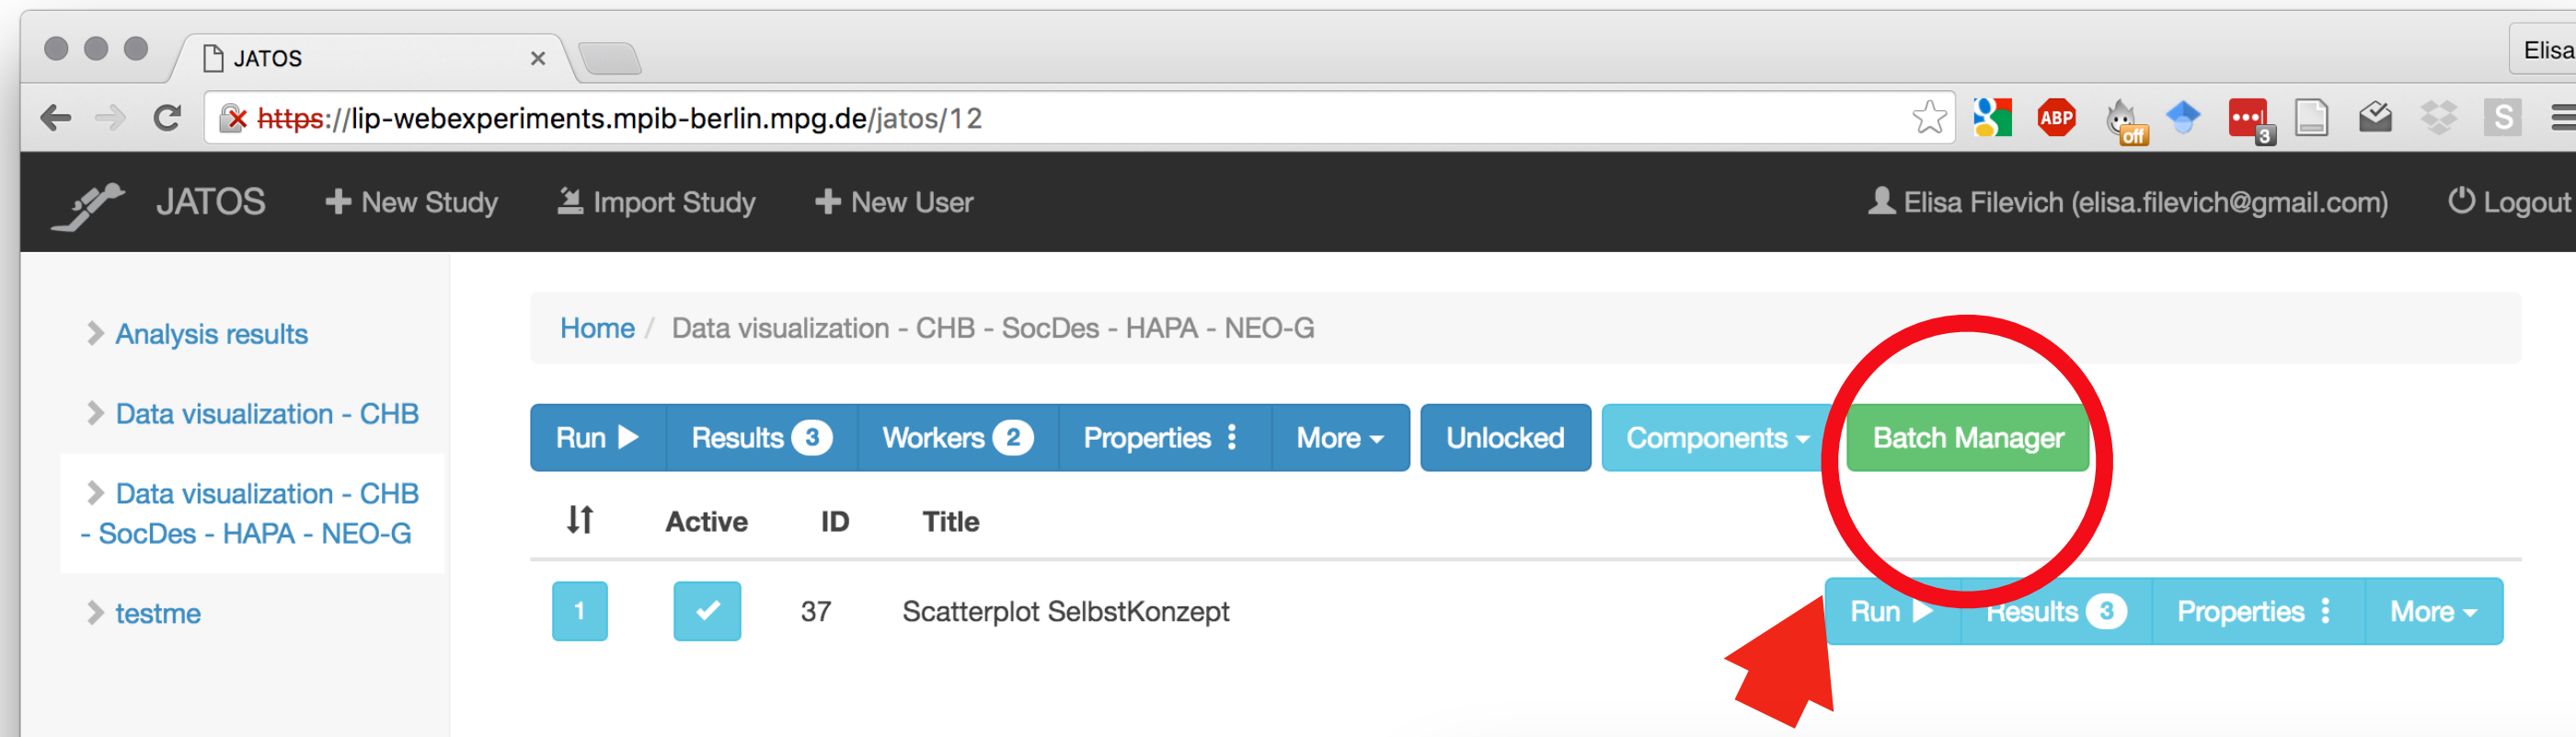 JATOS
Elisa
https://lip-webexperiments.mpib-berlin.mpg.de/jatos/12
ABP
off
3
S
JATOS
New Study
Import Study
New User
Elisa Filevich (elisa.filevich@gmail.com)
Logout
Analysis results
Data visualization - CHB
Data visualization - CHB
- SocDes - HAPA - NEO-G
testme
Home / Data visualization - CHB - SocDes - HAPA - NEO-G
Run Results 3 Workers 2 Properties More Unlocked Components Batch Manager
Active ID Title
1 37 Scatterplot SelbstKonzept Run Results 3 Properties More